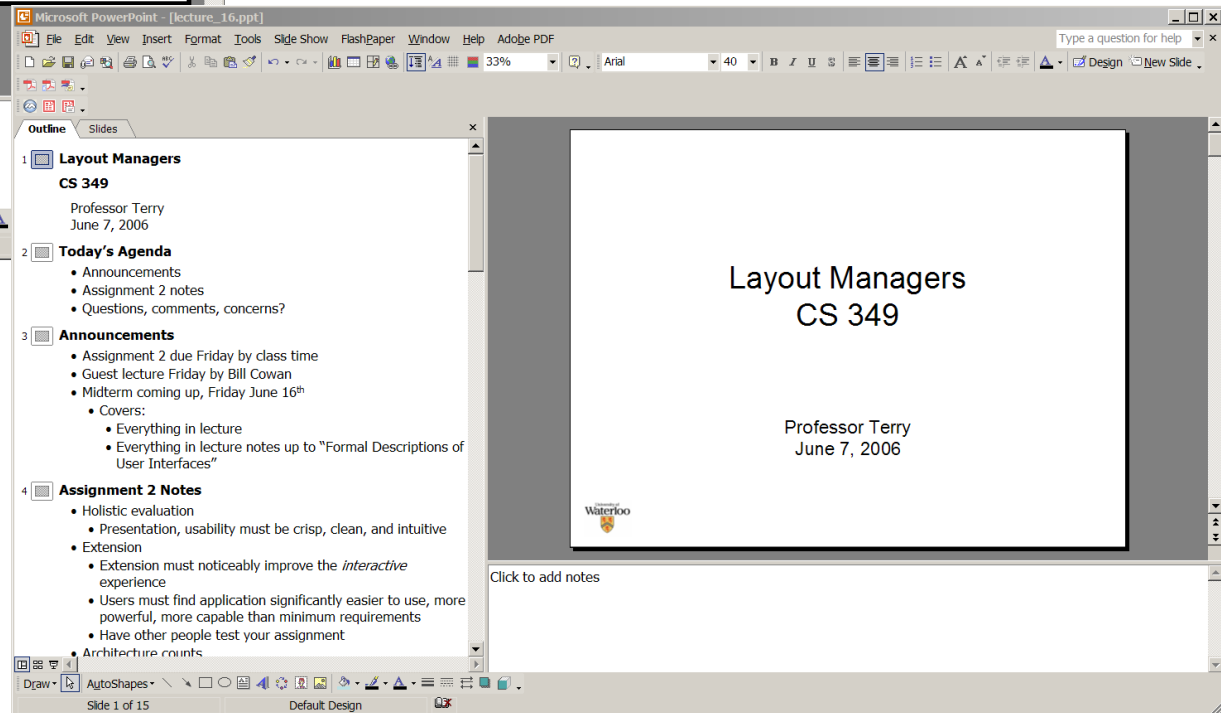 Microsoft PowerPoint - [lecture_16.ppt]
File Edit View Insert Format Tools Slide Show FlashPaper Window Help Adobe PDF
Type a question for help
33%
Arial
40
B I U S
Design
New Slide
Outline
Slides
1 Layout Managers
CS 349
Professor Terry
June 7, 2006
2 Today's Agenda
• Announcements
• Assignment 2 notes
• Questions, comments, concerns?
3 Announcements
• Assignment 2 due Friday by class time
• Guest lecture Friday by Bill Cowan
• Midterm coming up, Friday June 16th
• Covers:
• Everything in lecture
• Everything in lecture notes up to “Formal Descriptions of
User Interfaces”
4 Assignment 2 Notes
• Holistic evaluation
• Presentation, usability must be crisp, clean, and intuitive
• Extension
• Extension must noticeably improve the interactive
experience
• Users must find application significantly easier to use, more
powerful, more capable than minimum requirements
• Have other people test your assignment
• Architecture counts
Layout Managers
CS 349
Professor Terry
June 7, 2006
University of
Waterloo
Click to add notes
Draw
AutoShapes
Slide 1 of 15
Default Design